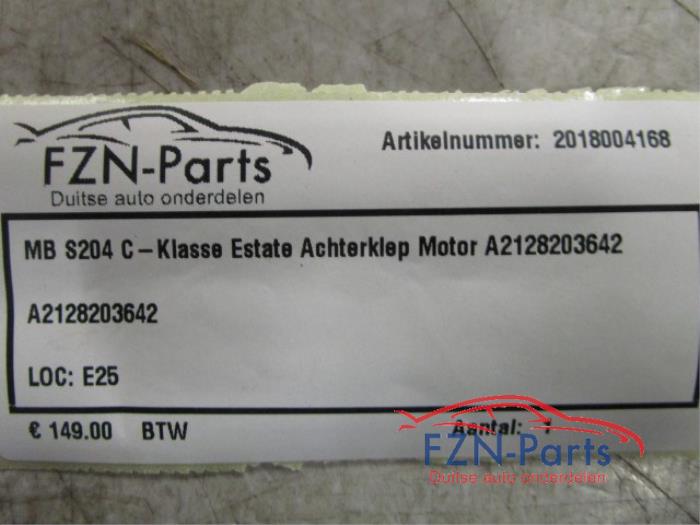 FZN-Parts
Duitse auto onderdelen
Artikelnummer: 2018004168
MB S204 C-Klasse Estate Achterklep Motor A2128203642
A2128203642
LOC: E25
€ 149.00 BTW
Aantal: 1
FZN-Parts
Duitse auto onderdelen